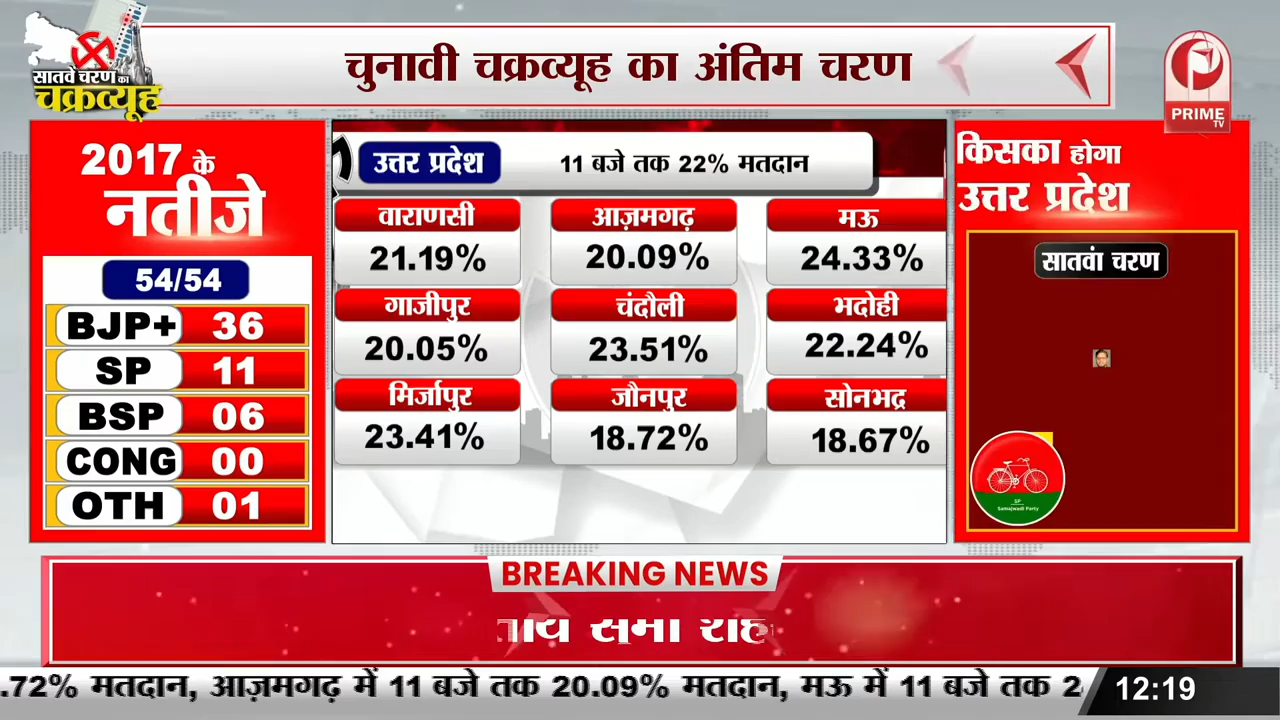 सातवें चरण का
चक्रव्यूह
चुनावी चक्रव्यूह का अंतिम चरण
PRIME
TV
2017 के
नतीजे
54/54
BJP+ 36
SP 11
BSP 06
CONG 00
OTH 01
उत्तर प्रदेश 11 बजे तक 22% मतदान
वाराणसी आज़मगढ़ मऊ
21.19% 20.09% 24.33%
गाजीपुर चंदौली भदोही
20.05% 23.51% 22.24%
मिर्जापुर जौनपुर सोनभद्र
23.41% 18.72% 18.67%
किसका होगा
उत्तर प्रदेश
सातवां चरण
SP
Samajwadi Party
BREAKING NEWS
.72% मतदान, आज़मगढ़ में 11 बजे तक 20.09% मतदान, मऊ में 11 बजे तक 2
12:19